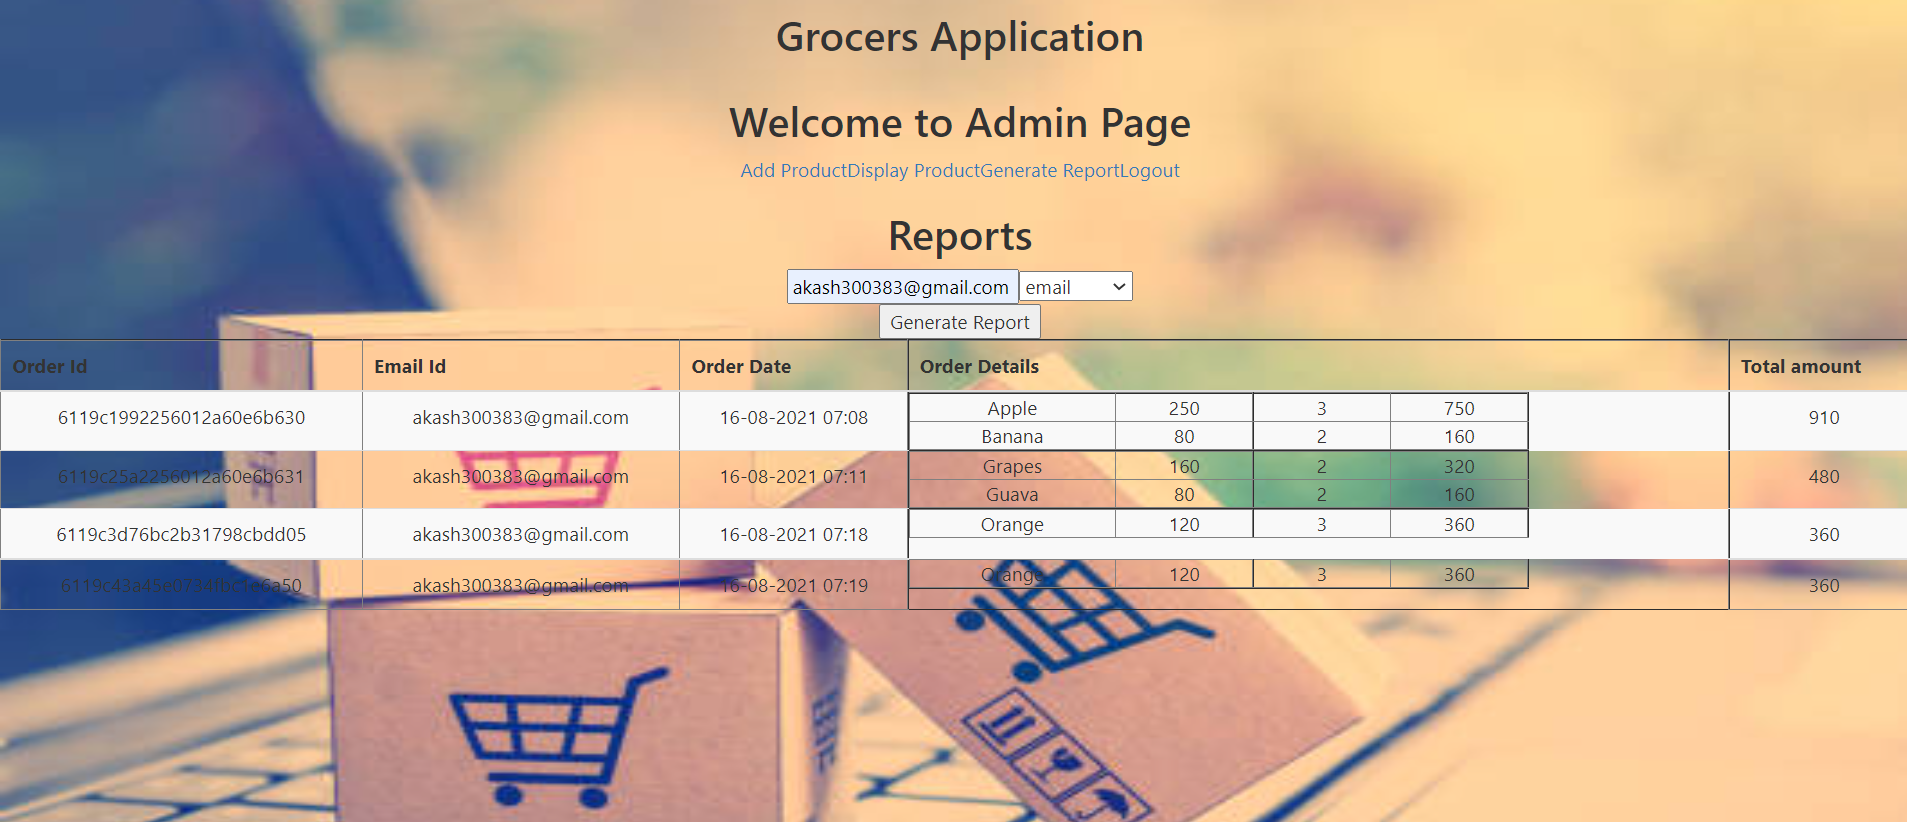 Grocers Application
Welcome to Admin Page
Add ProductDisplay ProductGenerate ReportLogout
Reports
akash300383@gmail.com email
Generate Report
Order Id Email Id Order Date Order Details Total amount
6119c1992256012a60e6b630 akash300383@gmail.com 16-08-2021 07:08 Apple 250 3 750 910
Banana 80 2 160
6119c25a2256012a60e6b631 akash300383@gmail.com 16-08-2021 07:11 Grapes 160 2 320 480
Guava 80 2 160
6119c3d76bc2b31798cbdd05 akash300383@gmail.com 16-08-2021 07:18 Orange 120 3 360 360
akash300383@gmail.com 16-08-2021 07:19 Orange 120 3 360 360